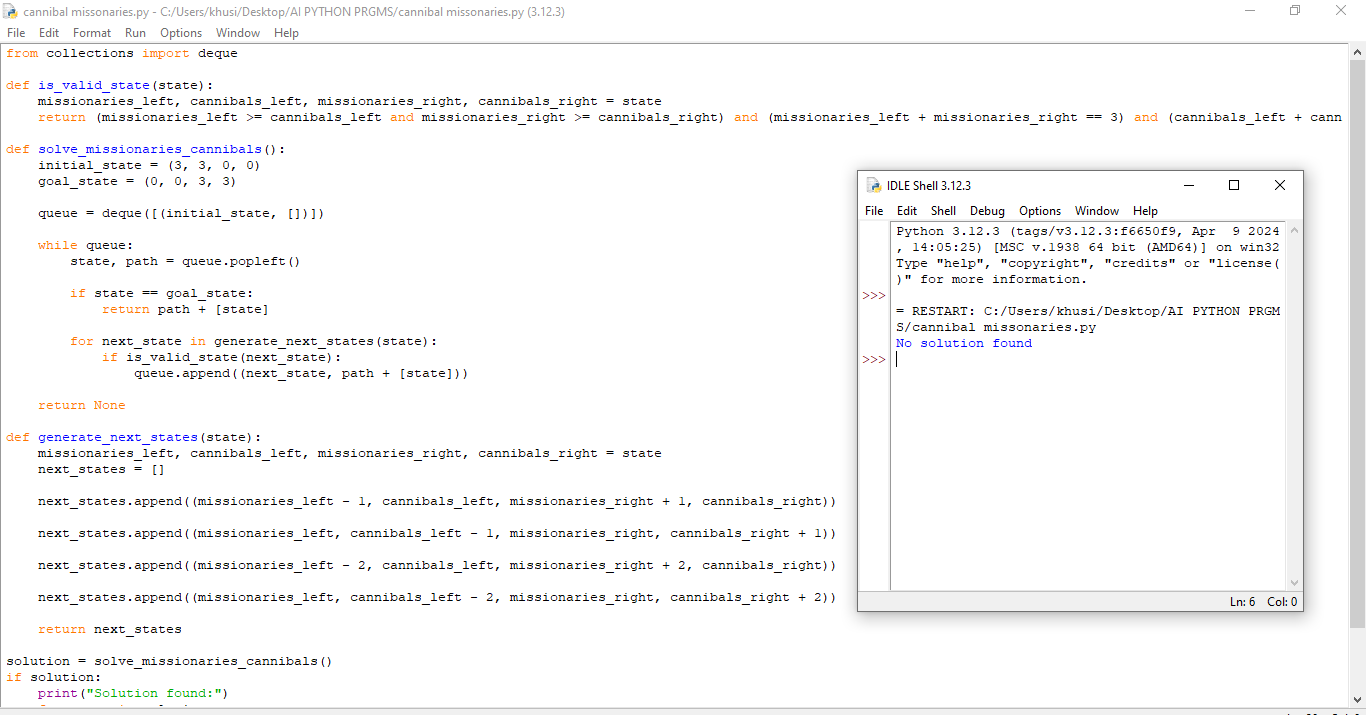 cannibal missonaries.py - C:/Users/khusi/Desktop/AI PYTHON PRGMS/cannibal missonaries.py (3.12.3)
File Edit Format Run Options Window Help
from collections import deque
def is_valid_state(state):
missionaries_left, cannibals_left, missionaries_right, cannibals_right = state
return (missionaries_left >= cannibals_left and missionaries_right >= cannibals_right) and (missionaries_left + missionaries_right == 3) and (cannibals_left + cann
def solve_missionaries_cannibals():
initial_state = (3, 3, 0, 0)
goal_state = (0, 0, 3, 3)
queue = deque([(initial_state, [])])
while queue:
state, path = queue.popleft()
if state == goal_state:
return path + [state]
for next_state in generate_next_states(state):
if is_valid_state(next_state):
queue.append((next_state, path + [state]))
return None
def generate_next_states(state):
missionaries_left, cannibals_left, missionaries_right, cannibals_right = state
next_states = []
next_states.append((missionaries_left - 1, cannibals_left, missionaries_right + 1, cannibals_right))
next_states.append((missionaries_left, cannibals_left - 1, missionaries_right, cannibals_right + 1))
next_states.append((missionaries_left - 2, cannibals_left, missionaries_right + 2, cannibals_right))
next_states.append((missionaries_left, cannibals_left - 2, missionaries_right, cannibals_right + 2))
return next_states
solution = solve_missionaries_cannibals()
if solution:
print("Solution found:")
IDLE Shell 3.12.3
File Edit Shell Debug Options Window Help
Python 3.12.3 (tags/v3.12.3:f6650f9, Apr 9 2024
, 14:05:25) [MSC v.1938 64 bit (AMD64)] on win32
Type "help", "copyright", "credits" or "license(
)" for more information.
>>>
= RESTART: C:/Users/khusi/Desktop/AI PYTHON PRGM
S/cannibal missonaries.py
No solution found
>>>
Ln: 6 Col: 0